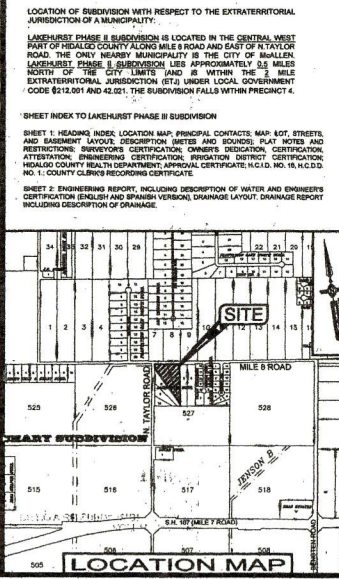 LOCATION OF SUBDIVISION WITH RESPECT TO THE EXTRATERRITORIAL
JURISDICTION OF A MUNICIPALITY:
LAKEHURST PHASE II SUBDIVISION IS LOCATED IN THE CENTRAL WEST
PART OF HIDALGO COUNTY ALONG MILE 8 ROAD AND EAST OF N.TAYLOR
ROAD. THE ONLY NEARBY MUNICIPALITY IS THE CITY OF McALLEN.
LAKEHURST PHASE II SUBDIVISION LIES APPROXIMATELY 0.5 MILES
NORTH OF THE CITY LIMITS (AND IS WITHIN THE 2 MILE
EXTRATERRITORIAL JURISDICTION (ETJ) UNDER LOCAL GOVERNMENT
CODE §212.001 AND 42.021. THE SUBDIVISION FALLS WITHIN PRECINCT 4.
SHEET INDEX TO LAKEHURST PHASE III SUBDIVISION
SHEET 1: HEADING; INDEX; LOCATION MAP; PRINCIPAL CONTACTS; MAP: LOT, STREETS,
AND EASEMENT LAYOUT; DESCRIPTION (METES AND BOUNDS); PLAT NOTES AND
RESTRICTIONS; SURVEYOR'S CERTIFICATION; OWNER'S DEDICATION, CERTIFICATION,
ATTESTATION; ENGINEERING CERTIFICATION; IRRIGATION DISTRICT CERTIFICATION;
HIDALGO COUNTY HEALTH DEPARTMENT; APPROVAL CERTIFICATE; H.C.I.D. NO. 16, H.C.D.D.
NO. 1.; COUNTY CLERK'S RECORDING CERTIFICATE.
SHEET 2: ENGINEERING REPORT, INCLUDING DESCRIPTION OF WATER AND ENGINEER'S
CERTIFICATION (ENGLISH AND SPANISH VERSION), DRAINAGE LAYOUT. DRAINAGE REPORT
INCLUDING DESCRIPTION OF DRAINAGE.
34 33 32 31 30 29 22 21 20
SITE
1 2 3 4 7 8 9 10 11 12 13 14 15
N. TAYLOR ROAD
MILE 8 ROAD
525 526 527 528
SUBDIVISION
JENSON B
515 516 517 518
S.H. 107 (MILE 7 ROAD)
BENTSEN ROAD
505 506 507 508
LOCATION MAP